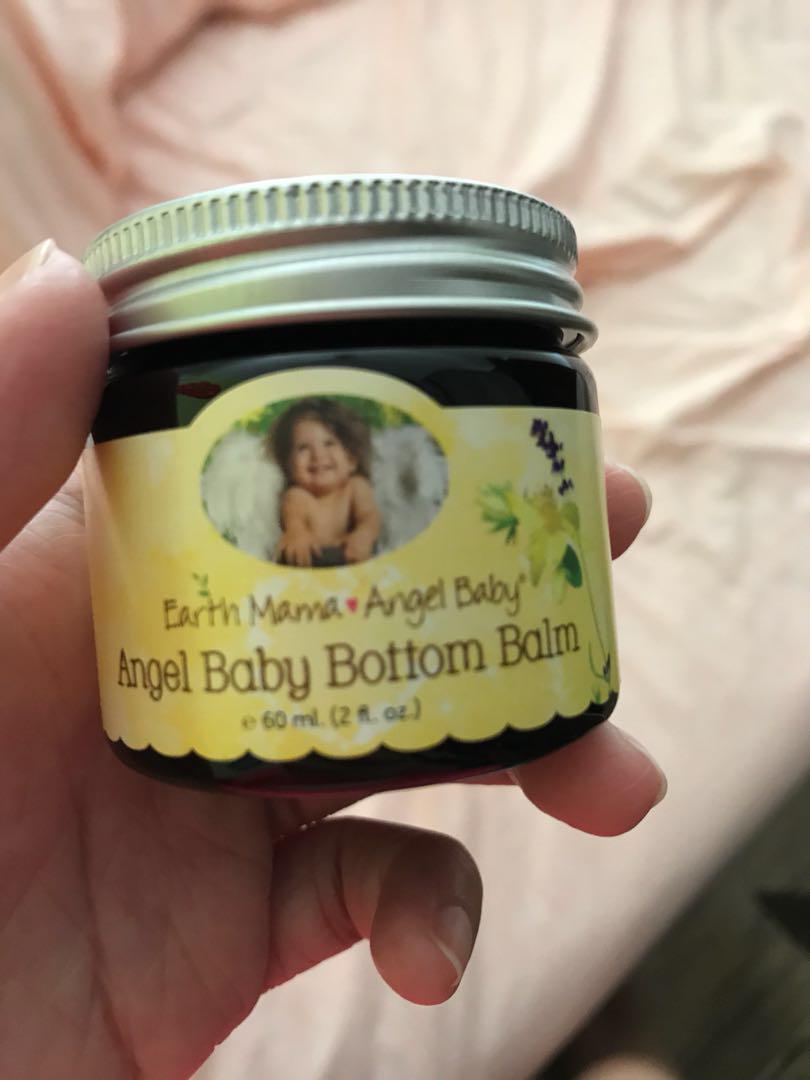 Earth Mama♥Angel Baby®
Angel Baby Bottom Balm
℮ 60 ml. (2 fl. oz.)